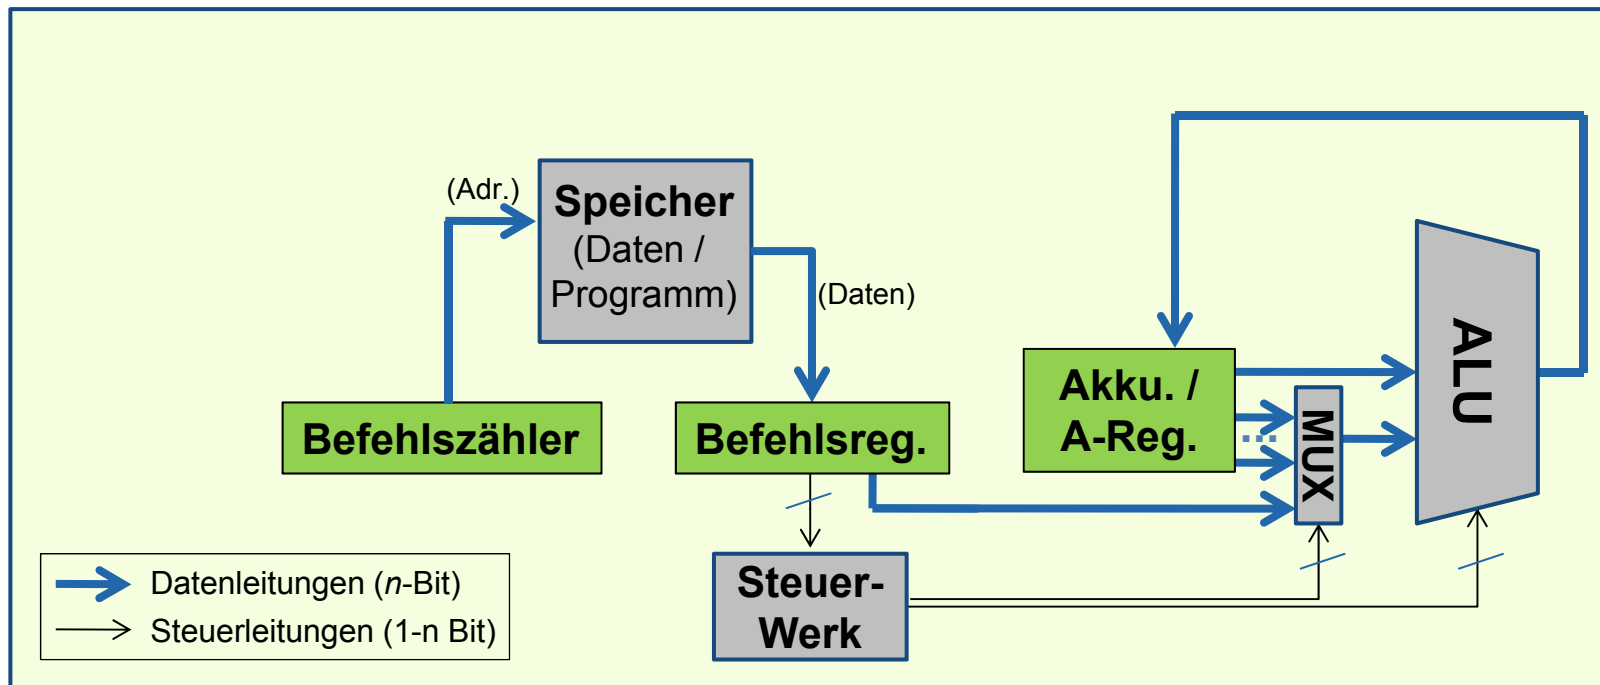 (Adr.)
Speicher
(Daten /
Programm)
(Daten)
Befehlszähler
Befehlsreg.
Akku. /
A-Reg.
...
MUX
ALU
Steuer-
Werk
Datenleitungen (n-Bit)
Steuerleitungen (1-n Bit)